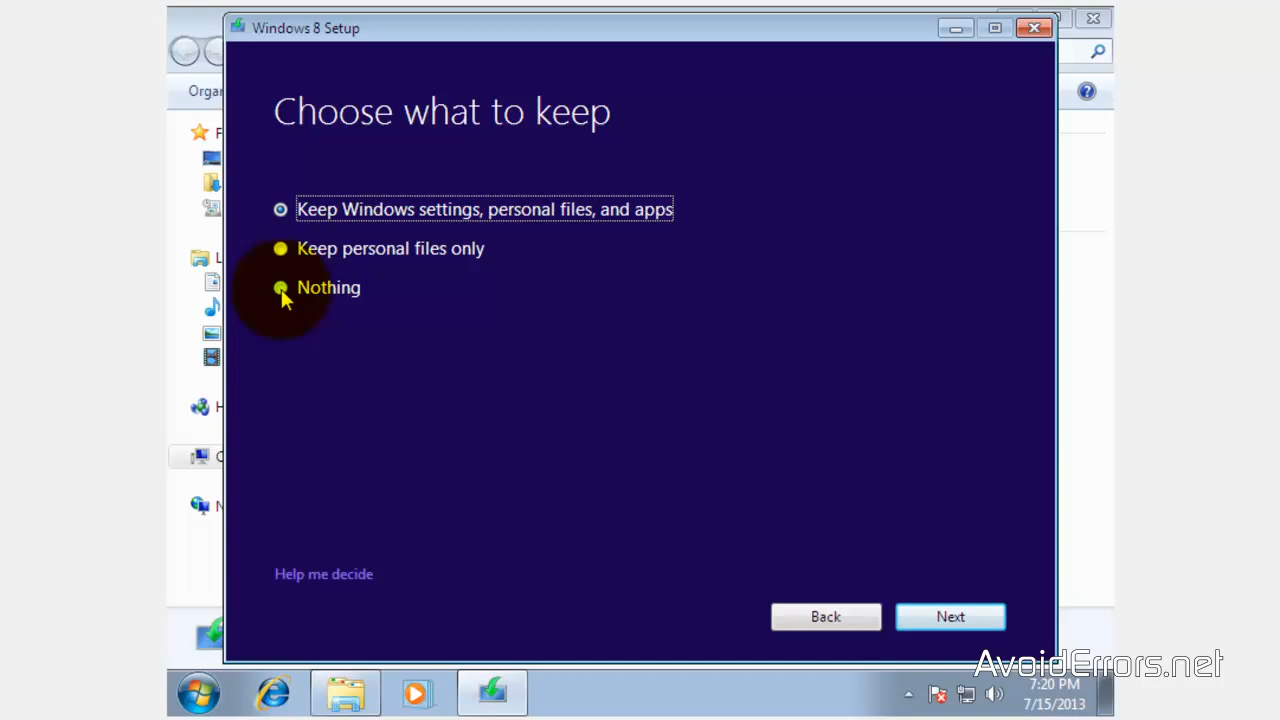 Windows 8 Setup
Organ
Choose what to keep
F
Keep Windows settings, personal files, and apps
Keep personal files only
L
Nothing
H
C
N
Help me decide
Back
Next
AvoidErrors.net
7:20 PM
7/15/2013